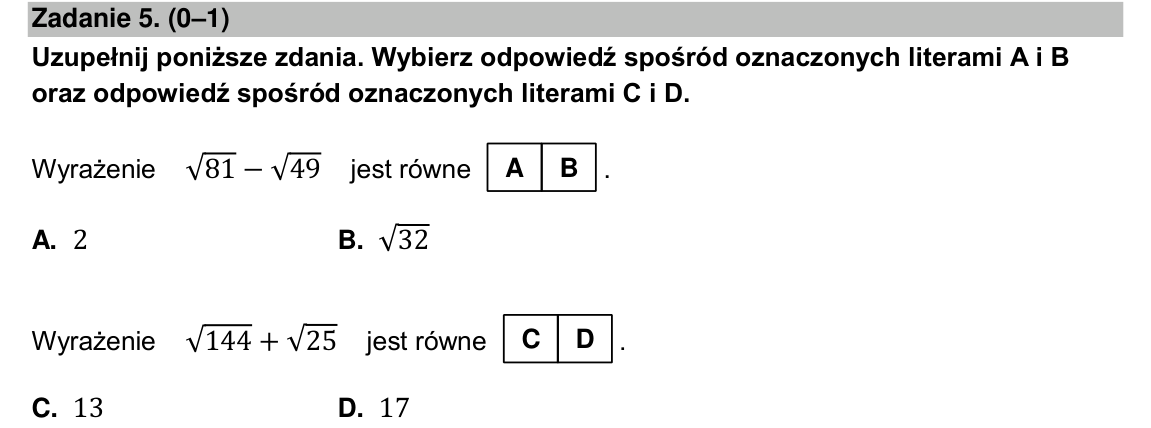 Zadanie 5. (0–1)
Uzupełnij poniższe zdania. Wybierz odpowiedź spośród oznaczonych literami A i B
oraz odpowiedź spośród oznaczonych literami C i D.
Wyrażenie √81 − √49 jest równe A B .
A. 2 B. √32
Wyrażenie √144 + √25 jest równe C D .
C. 13 D. 17